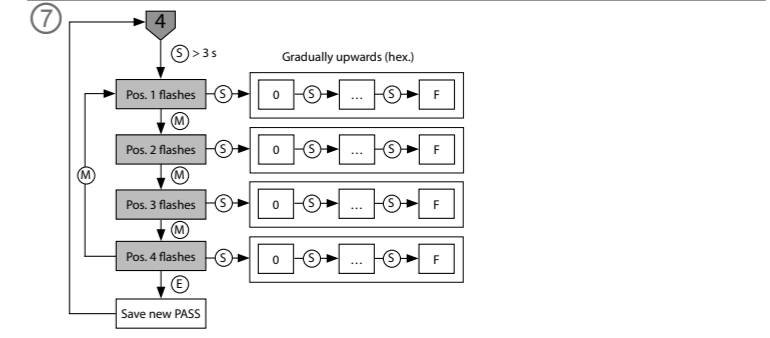 7
4
S > 3 s
Gradually upwards (hex.)
Pos. 1 flashes S 0 S ... S F
M
Pos. 2 flashes S 0 S ... S F
M M
Pos. 3 flashes S 0 S ... S F
M
Pos. 4 flashes S 0 S ... S F
E
Save new PASS